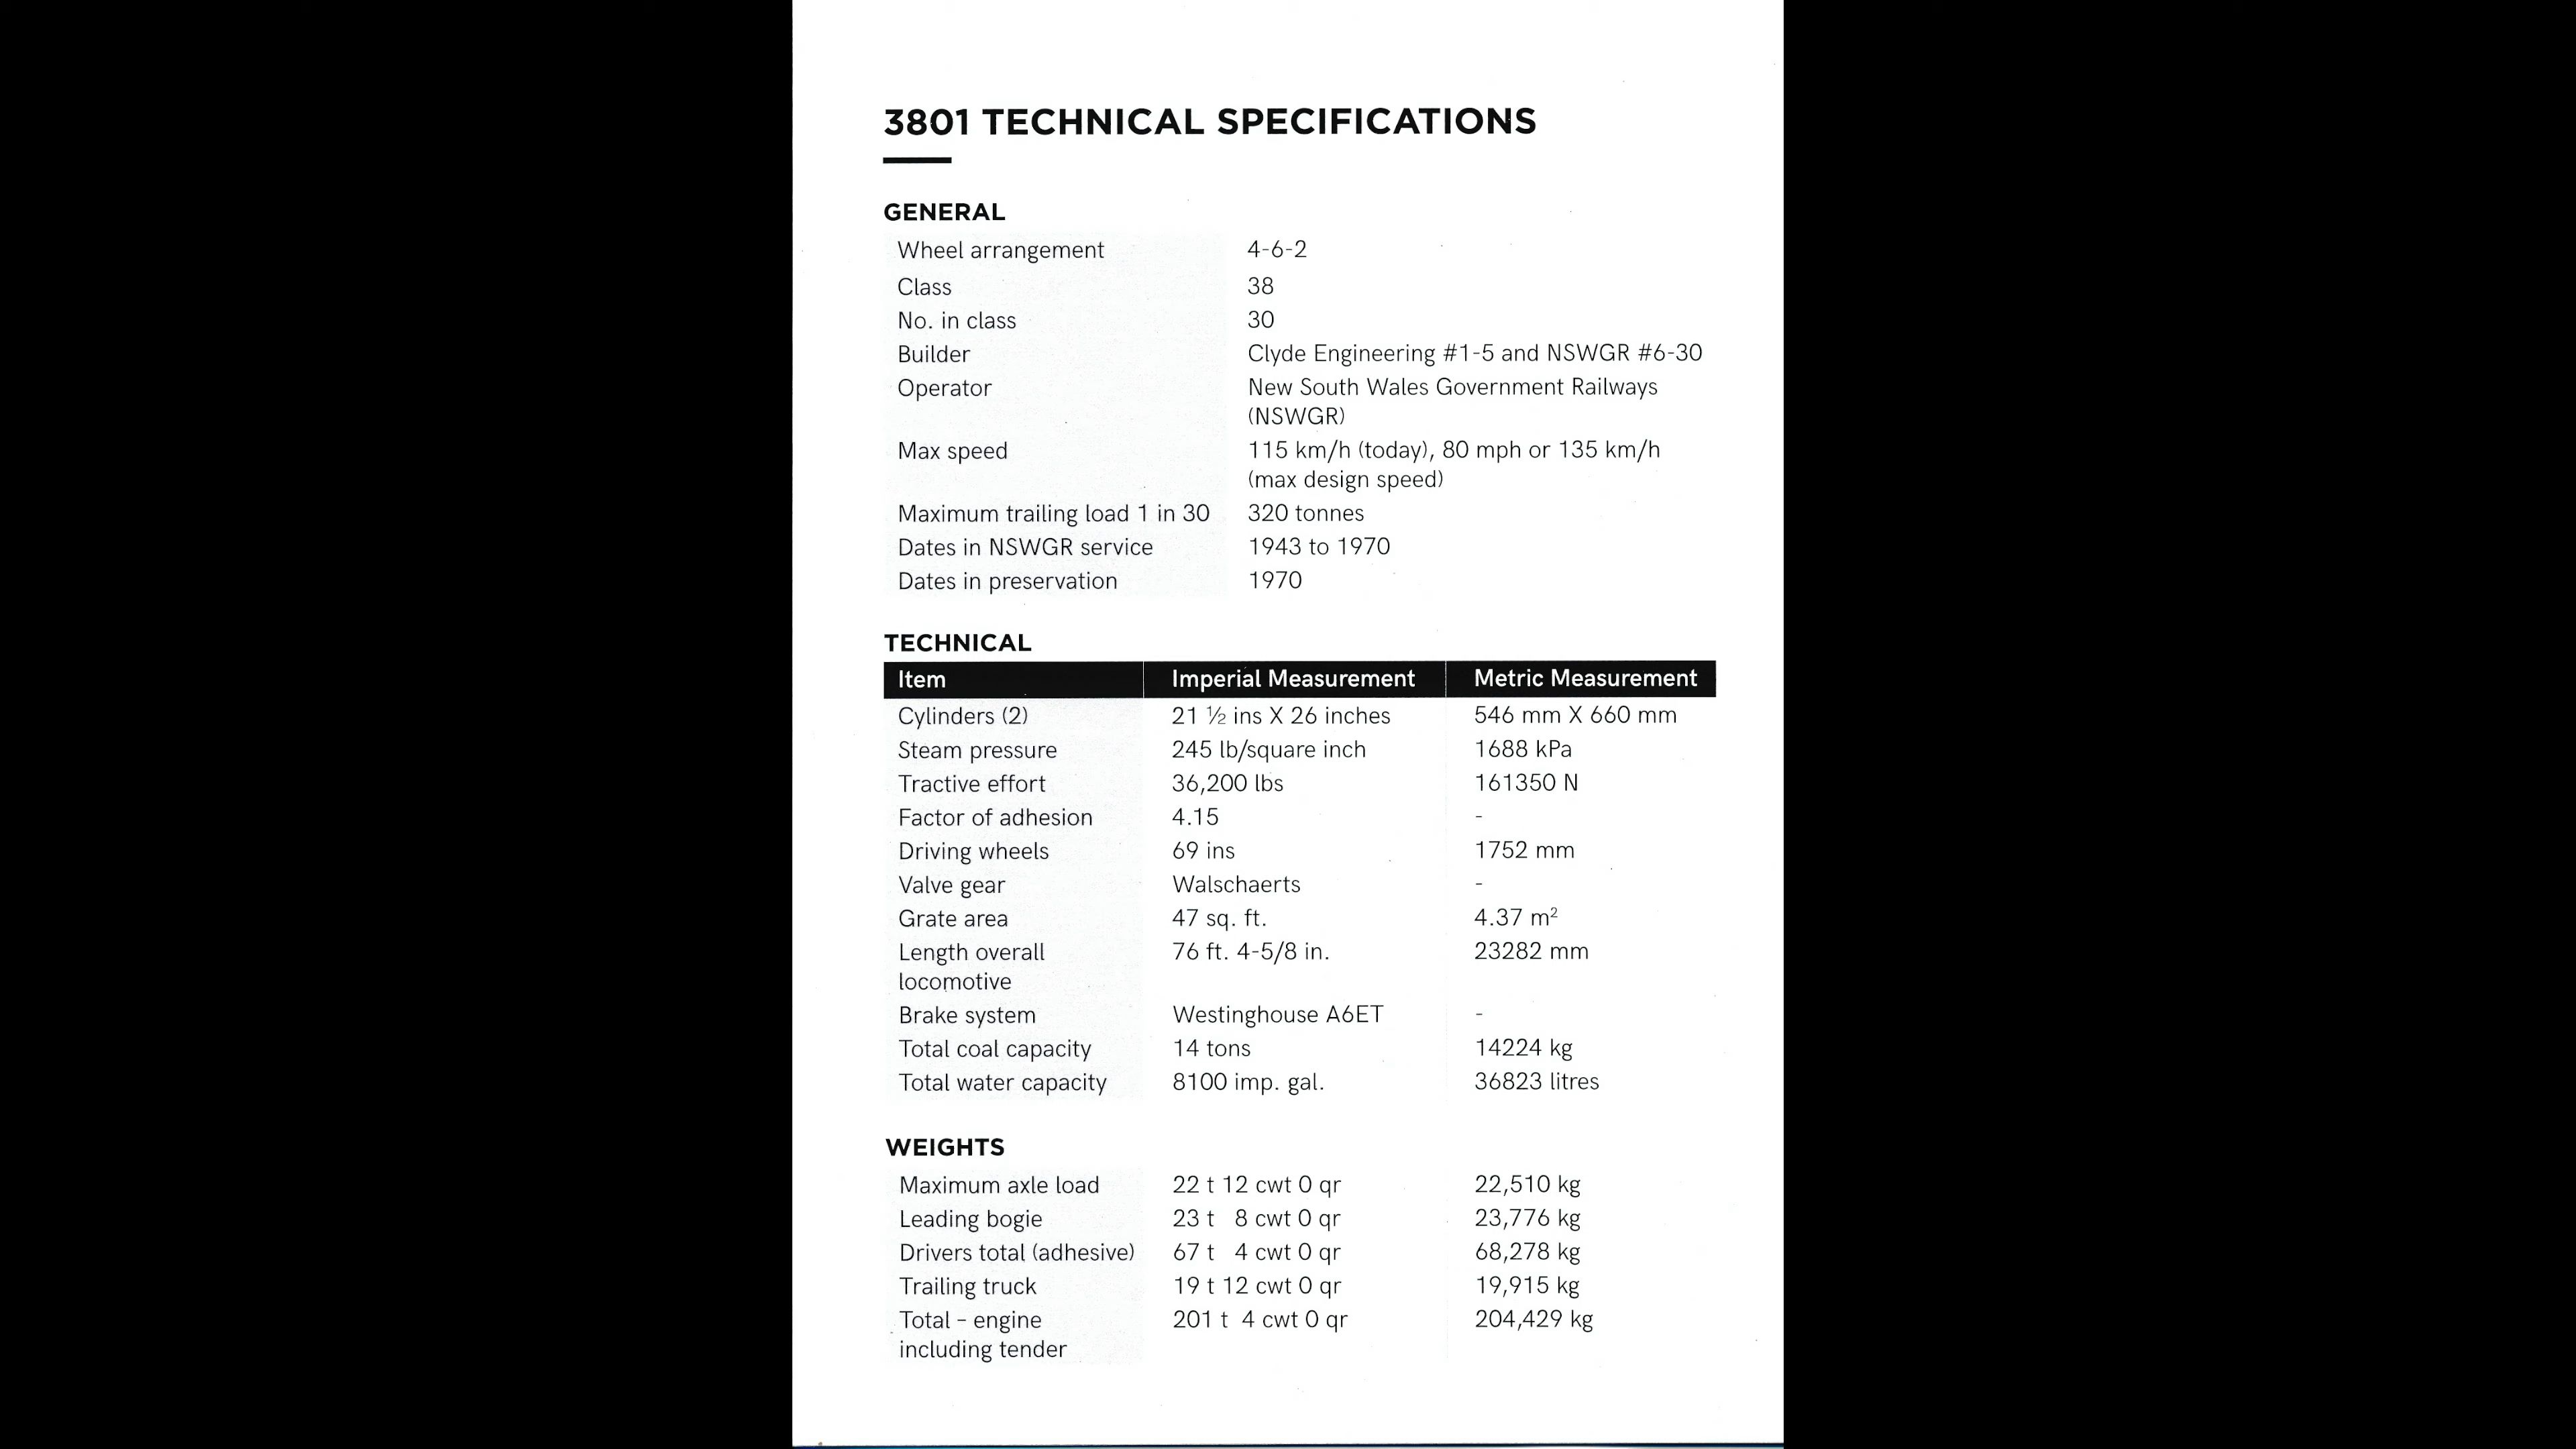 3801 TECHNICAL SPECIFICATIONS
GENERAL
Wheel arrangement 4-6-2
Class 38
No. in class 30
Builder Clyde Engineering #1-5 and NSWGR #6-30
Operator New South Wales Government Railways
(NSWGR)
Max speed 115 km/h (today), 80 mph or 135 km/h
(max design speed)
Maximum trailing load 1 in 30 320 tonnes
Dates in NSWGR service 1943 to 1970
Dates in preservation 1970
TECHNICAL
Item Imperial Measurement Metric Measurement
Cylinders (2) 21 ½ ins X 26 inches 546 mm X 660 mm
Steam pressure 245 lb/square inch 1688 kPa
Tractive effort 36,200 lbs 161350 N
Factor of adhesion 4.15 -
Driving wheels 69 ins 1752 mm
Valve gear Walschaerts -
Grate area 47 sq. ft. 4.37 m²
Length overall 76 ft. 4-5/8 in. 23282 mm
locomotive
Brake system Westinghouse A6ET -
Total coal capacity 14 tons 14224 kg
Total water capacity 8100 imp. gal. 36823 litres
WEIGHTS
Maximum axle load 22 t 12 cwt 0 qr 22,510 kg
Leading bogie 23 t 8 cwt 0 qr 23,776 kg
Drivers total (adhesive) 67 t 4 cwt 0 qr 68,278 kg
Trailing truck 19 t 12 cwt 0 qr 19,915 kg
Total – engine 201 t 4 cwt 0 qr 204,429 kg
including tender